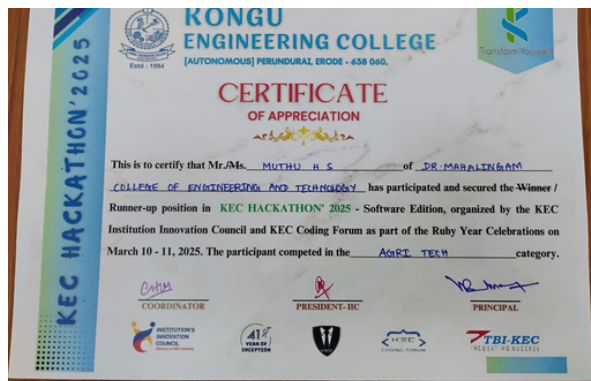 KONGU
ENGINEERING COLLEGE
[AUTONOMOUS] PERUNDURAI, ERODE - 638 060.
Estd : 1984
Transform Yourself
KEC HACKATHON'2025
CERTIFICATE
OF APPRECIATION
This is to certify that Mr./Ms. MUTHU H S of DR. MAHALINGAM
COLLEGE OF ENGINEERING AND TECHNOLOGY has participated and secured the Winner /
Runner-up position in KEC HACKATHON' 2025 - Software Edition, organized by the KEC
Institution Innovation Council and KEC Coding Forum as part of the Ruby Year Celebrations on
March 10 - 11, 2025. The participant competed in the AGRI TECH category.
COORDINATOR
PRESIDENT- IIC
PRINCIPAL
INSTITUTION'S
INNOVATION
COUNCIL
41st
YEAR OF
INCEPTION
KEC
CODING FORUM
TBI-KEC
INCUBATING SUCCESS